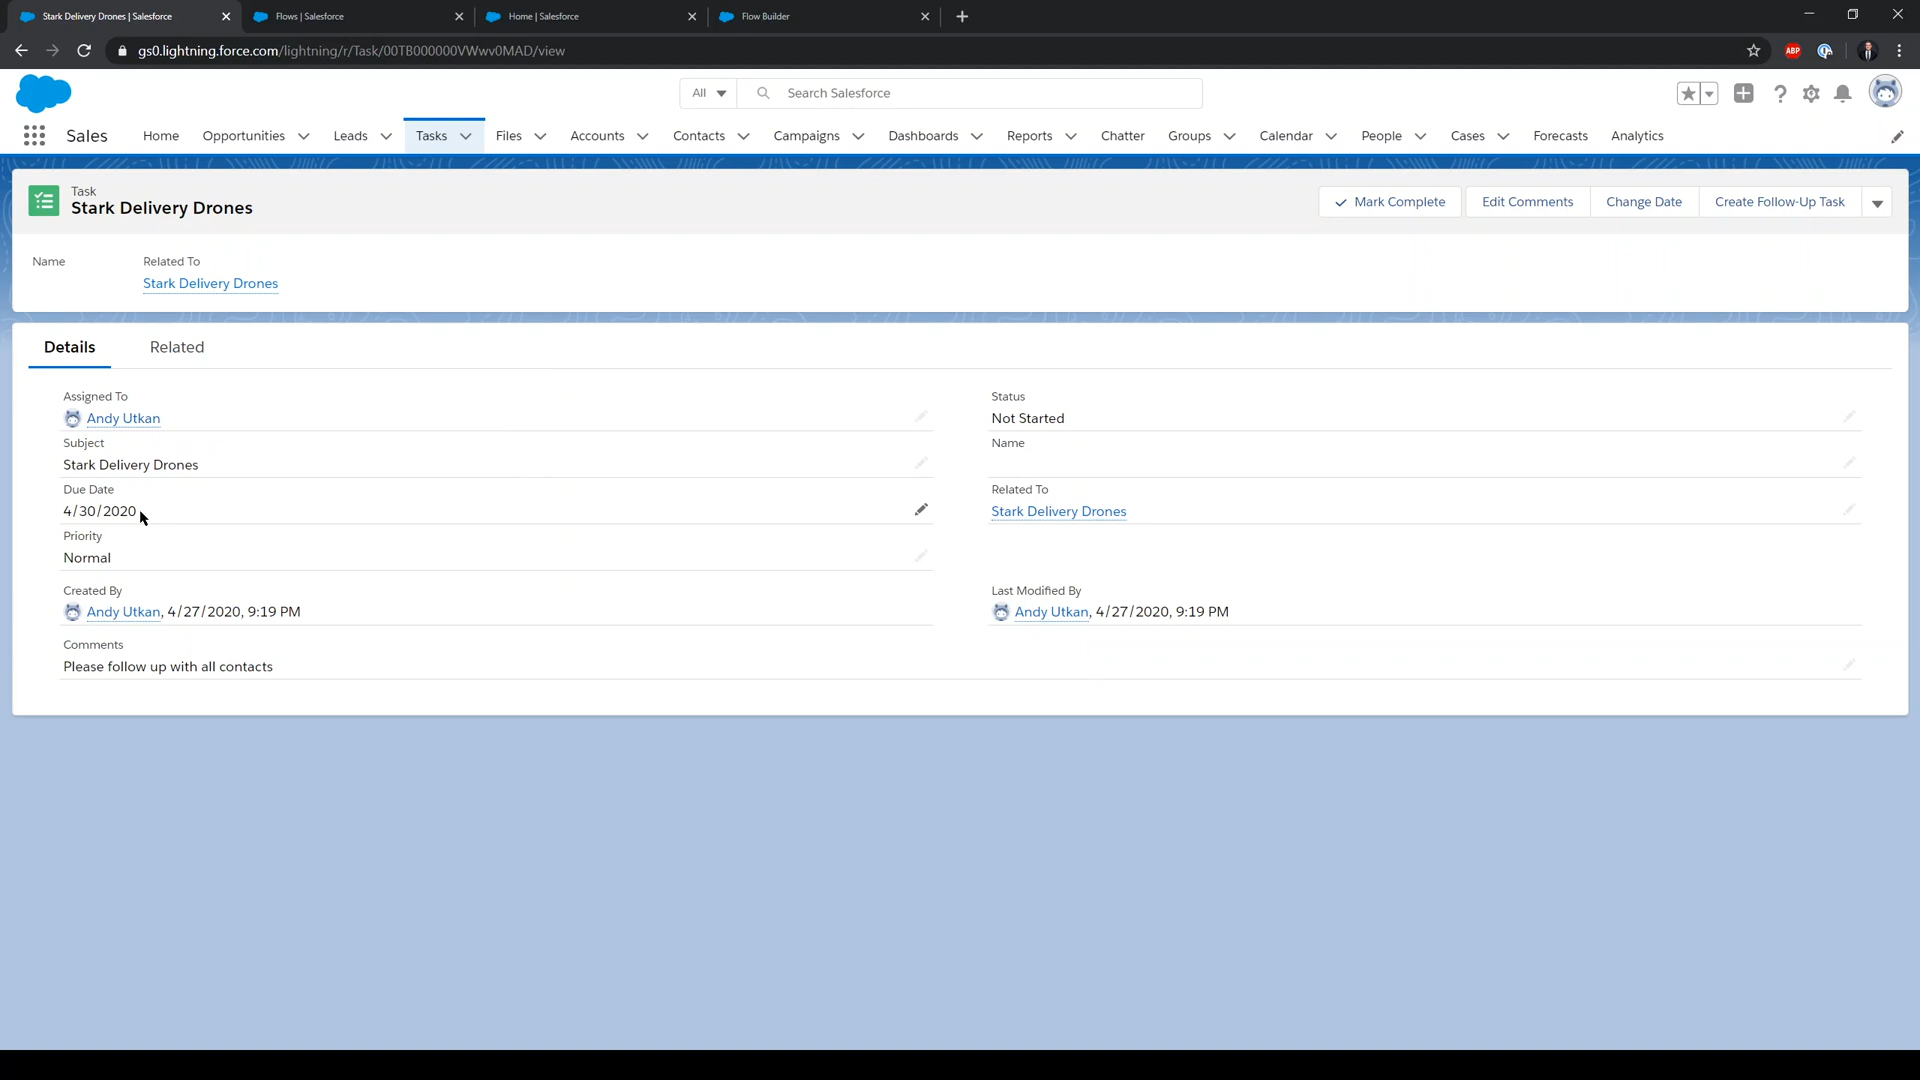 Stark Delivery Drones | Salesforce
Flows | Salesforce
Home | Salesforce
Flow Builder
gs0.lightning.force.com/lightning/r/Task/00TB000000VWwv0MAD/view
ABP
All
Search Salesforce
Sales
Home
Opportunities
Leads
Tasks
Files
Accounts
Contacts
Campaigns
Dashboards
Reports
Chatter
Groups
Calendar
People
Cases
Forecasts
Analytics
Task
Stark Delivery Drones
Mark Complete
Edit Comments
Change Date
Create Follow-Up Task
Name
Related To
Stark Delivery Drones
Details
Related
Assigned To
Andy Utkan
Status
Not Started
Subject
Stark Delivery Drones
Name
Due Date
4/30/2020
Related To
Stark Delivery Drones
Priority
Normal
Created By
Andy Utkan, 4/27/2020, 9:19 PM
Last Modified By
Andy Utkan, 4/27/2020, 9:19 PM
Comments
Please follow up with all contacts